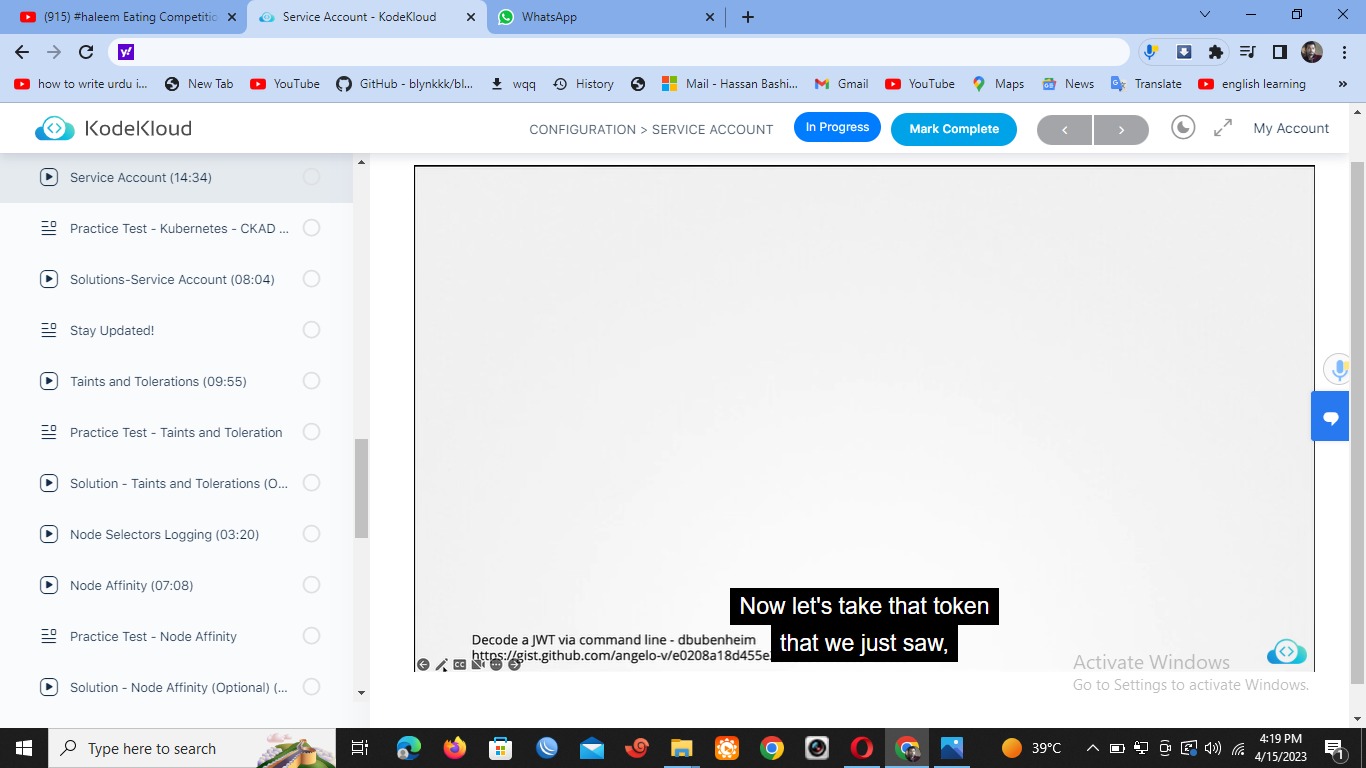 (915) #haleem Eating Competitio
Service Account - KodeKloud
WhatsApp
how to write urdu i...
New Tab
YouTube
GitHub - blynkkk/bl...
wqq
History
Mail - Hassan Bashi...
Gmail
YouTube
Maps
News
Translate
english learning
KodeKloud
CONFIGURATION > SERVICE ACCOUNT
In Progress
Mark Complete
My Account
Service Account (14:34)
Practice Test - Kubernetes - CKAD ...
Solutions-Service Account (08:04)
Stay Updated!
Taints and Tolerations (09:55)
Practice Test - Taints and Toleration
Solution - Taints and Tolerations (O...
Node Selectors Logging (03:20)
Node Affinity (07:08)
Practice Test - Node Affinity
Solution - Node Affinity (Optional) (...
Now let's take that token
that we just saw,
Decode a JWT via command line - dbubenheim
https://gist.github.com/angelo-v/e0208a18d455e
Activate Windows
Go to Settings to activate Windows.
Type here to search
39°C
4:19 PM
4/15/2023
1